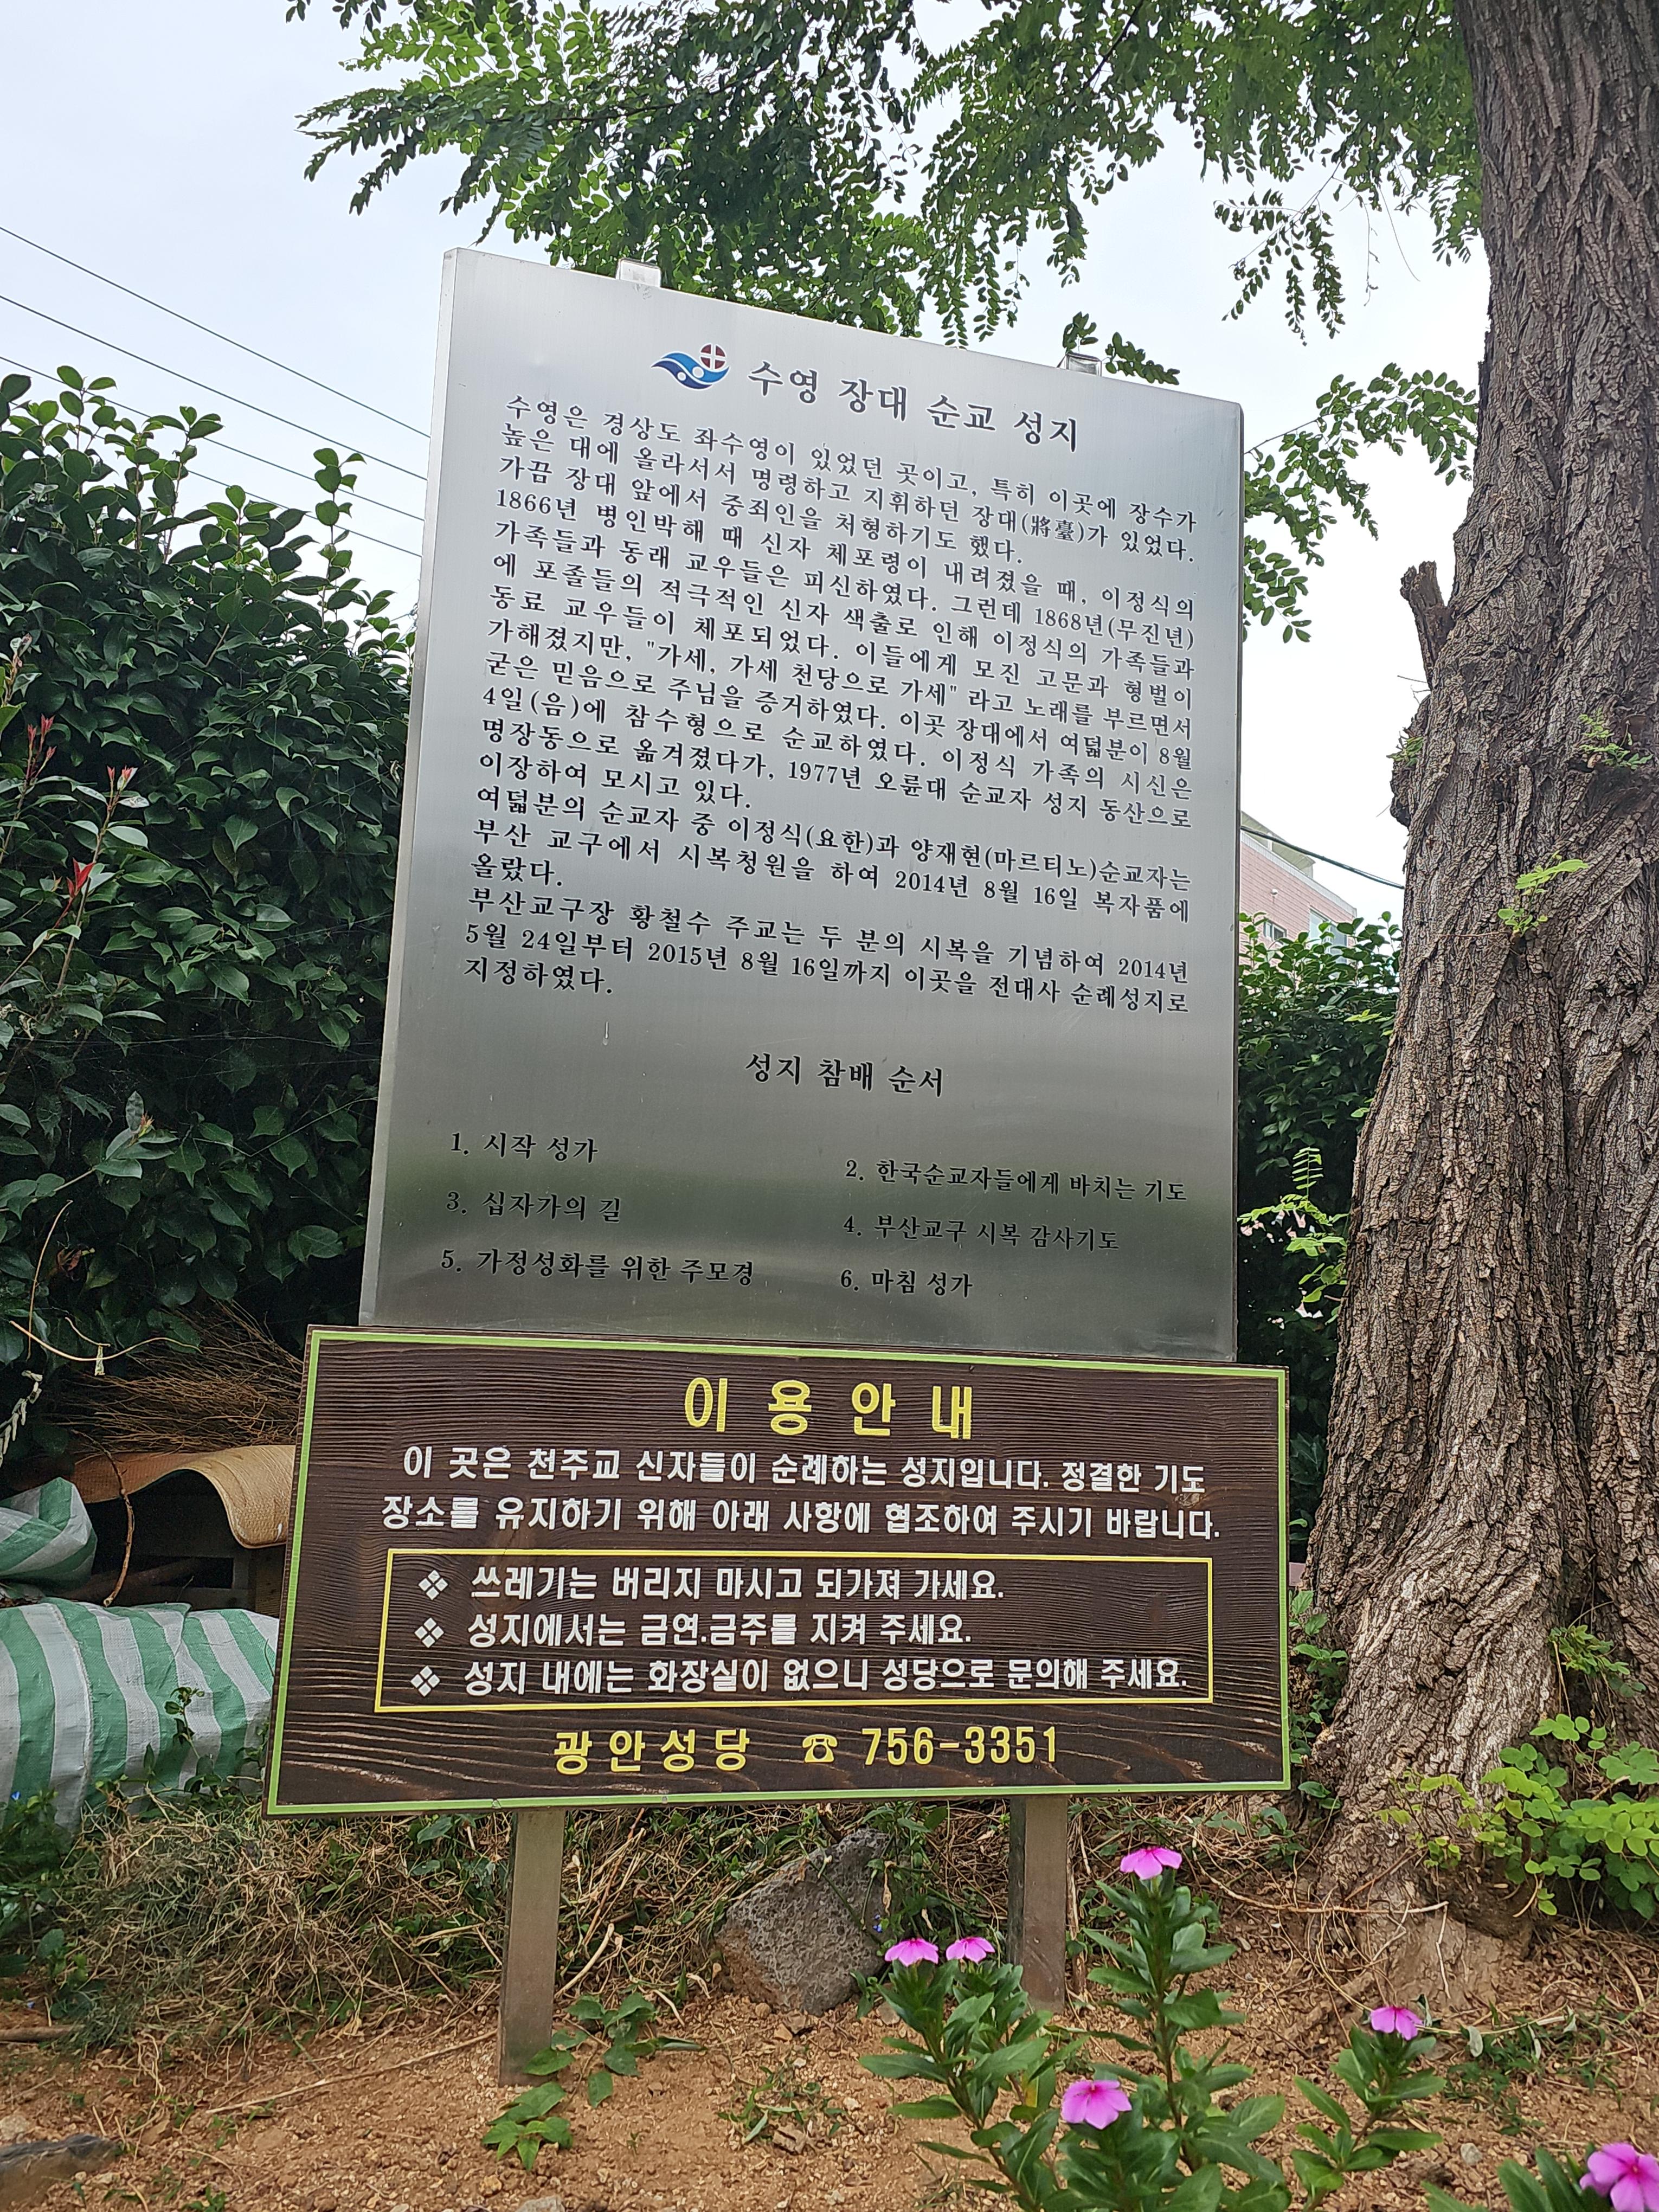 수영 장대 순교 성지
수영은 경상도 좌수영이 있었던 곳이고, 특히 이곳에 장수가
높은 대에 올라서서 명령하고 지휘하던 장대(將臺)가 있었다.
가끔 장대 앞에서 중죄인을 처형하기도 했다.
1866년 병인박해 때 신자 체포령이 내려졌을 때, 이정식의
가족들과 동래 교우들은 피신하였다. 그런데 1868년(무진년)
에 포졸들의 적극적인 신자 색출로 인해 이정식의 가족들과
동료 교우들이 체포되었다. 이들에게 모진 고문과 형벌이
가해졌지만, "가세, 가세 천당으로 가세" 라고 노래를 부르면서
굳은 믿음으로 주님을 증거하였다. 이곳 장대에서 여덟분이 8월
4일(음)에 참수형으로 순교하였다. 이정식 가족의 시신은
명장동으로 옮겨졌다가, 1977년 오륜대 순교자 성지 동산으로
이장하여 모시고 있다.
여덟분의 순교자 중 이정식(요한)과 양재현(마르티노)순교자는
부산 교구에서 시복청원을 하여 2014년 8월 16일 복자품에
올랐다.
부산교구장 황철수 주교는 두 분의 시복을 기념하여 2014년
5월 24일부터 2015년 8월 16일까지 이곳을 전대사 순례성지로
지정하였다.
성지 참배 순서
1. 시작 성가
2. 한국순교자들에게 바치는 기도
3. 십자가의 길
4. 부산교구 시복 감사기도
5. 가정성화를 위한 주모경
6. 마침 성가
이용안내
이 곳은 천주교 신자들이 순례하는 성지입니다. 정결한 기도
장소를 유지하기 위해 아래 사항에 협조하여 주시기 바랍니다.
❖ 쓰레기는 버리지 마시고 되가져 가세요.
❖ 성지에서는 금연.금주를 지켜 주세요.
❖ 성지 내에는 화장실이 없으니 성당으로 문의해 주세요.
광안성당 ☎ 756-3351